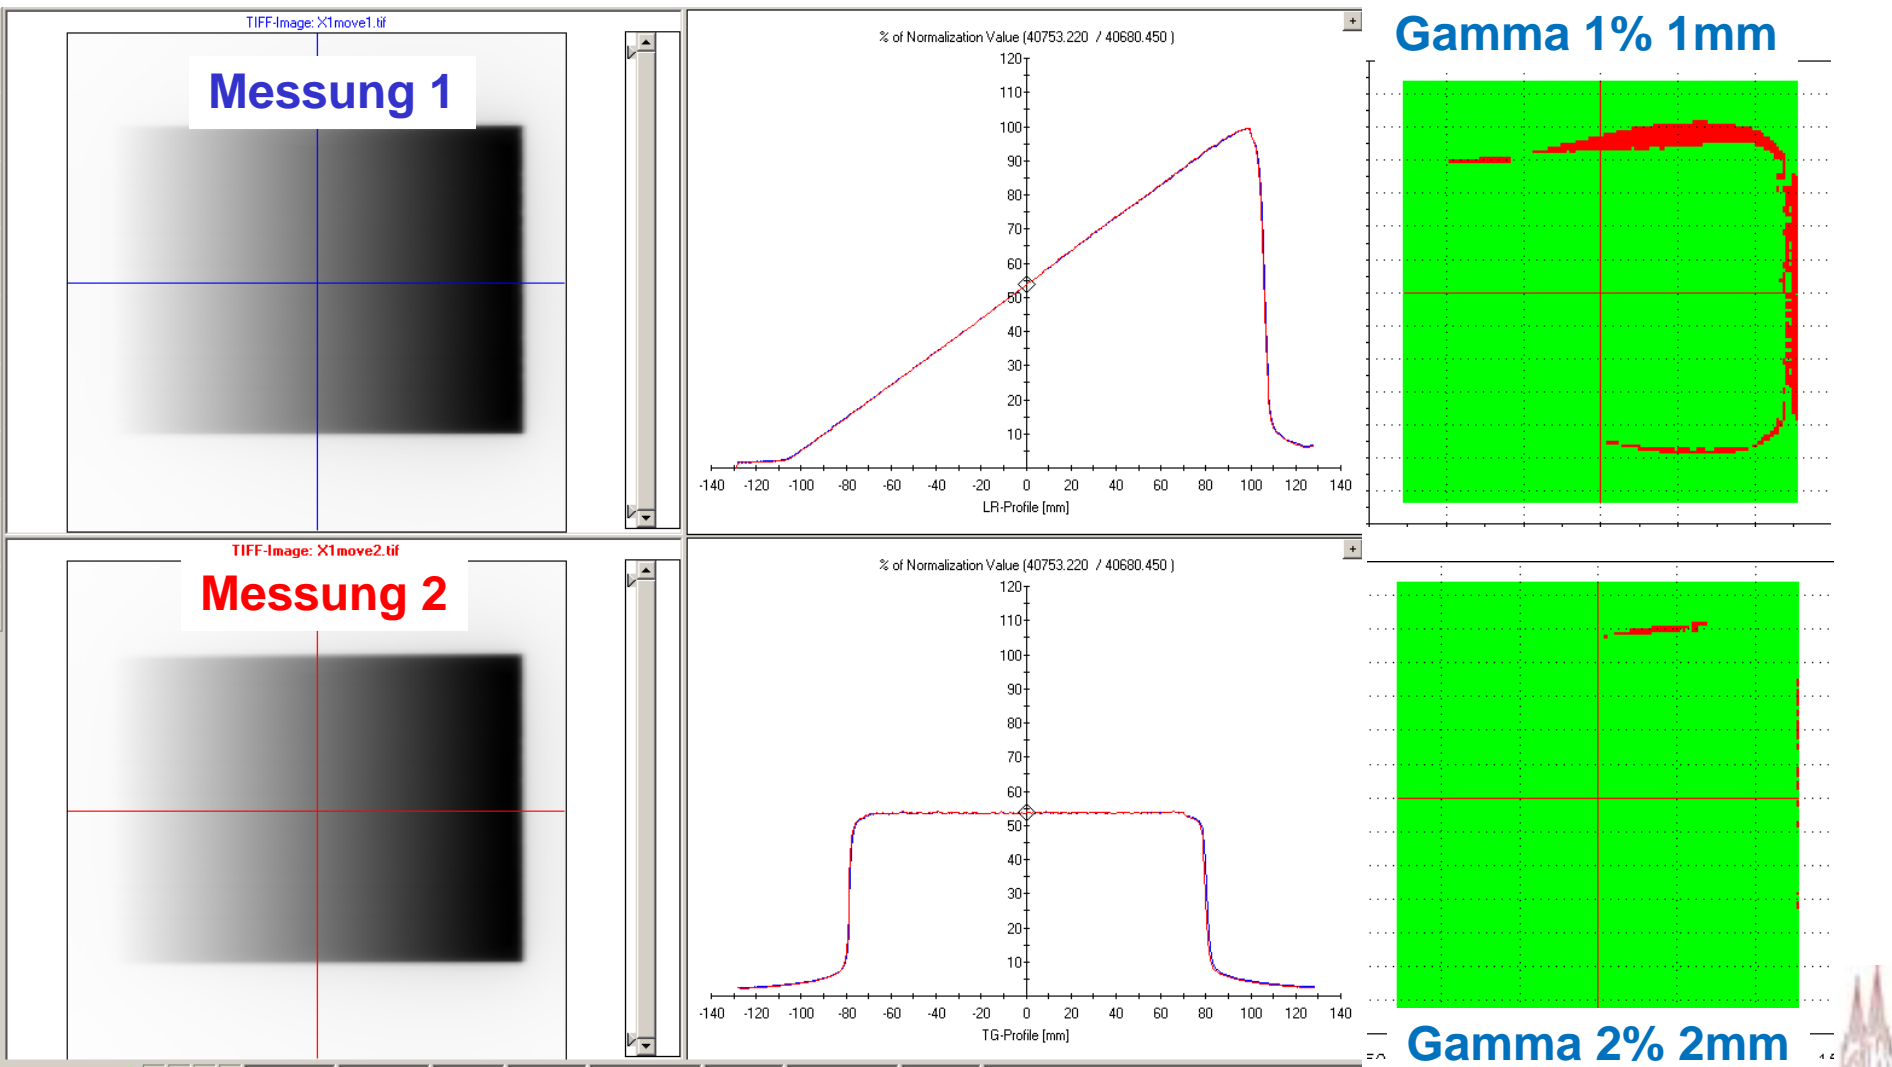 TIFF-Image: X1move1.tif
Messung 1
% of Normalization Value (40753.220 / 40680.450 )
120
110
100
90
80
70
60
50
40
30
20
10
-140 -120 -100 -80 -60 -40 -20 0 20 40 60 80 100 120 140
LR-Profile [mm]
+
Gamma 1% 1mm
TIFF-Image: X1move2.tif
Messung 2
% of Normalization Value (40753.220 / 40680.450 )
120
110
100
90
80
70
60
50
40
30
20
10
-140 -120 -100 -80 -60 -40 -20 0 20 40 60 80 100 120 140
TG-Profile [mm]
+
Gamma 2% 2mm